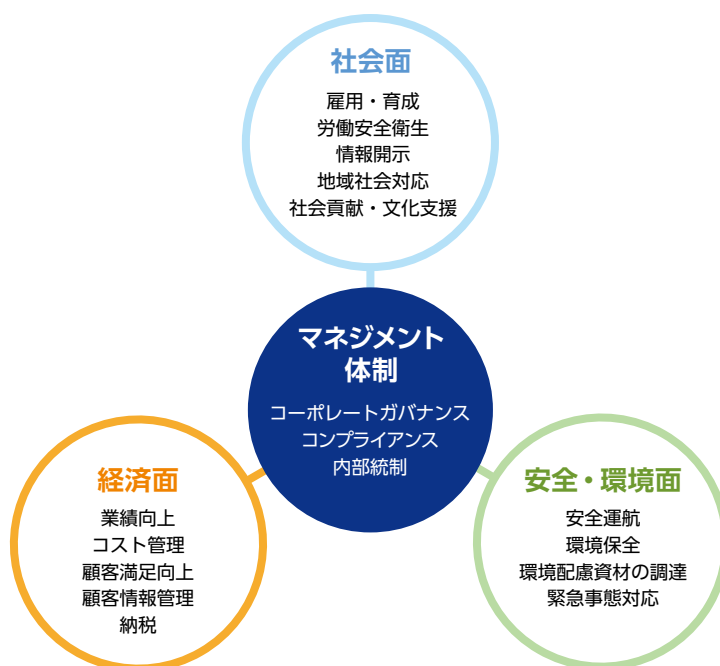 社会面
雇用・育成
労働安全衛生
情報開示
地域社会対応
社会貢献・文化支援
マネジメント
体制
コーポレートガバナンス
コンプライアンス
内部統制
経済面
業績向上
コスト管理
顧客満足向上
顧客情報管理
納税
安全・環境面
安全運航
環境保全
環境配慮資材の調達
緊急事態対応